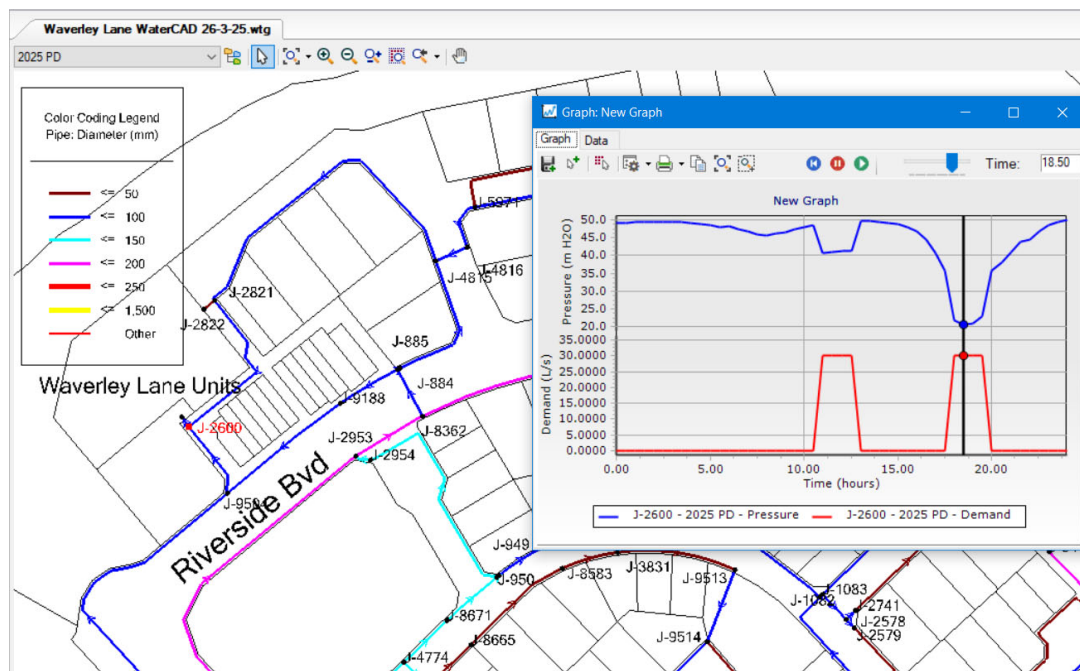 Waverley Lane WaterCAD 26-3-25.wtg
2025 PD
Color Coding Legend
Pipe: Diameter (mm)
<= 50
<= 100
<= 150
<= 200
<= 250
<= 1,500
Other
Graph: New Graph
Graph Data
Time: 18.50
New Graph
Pressure (m H2O)
50.0
45.0
40.0
35.0
30.0
25.0
20.0
Demand (L/s)
35.0000
30.0000
25.0000
20.0000
15.0000
10.0000
5.0000
0.0000
0.00 5.00 10.00 15.00 20.00
Time (hours)
J-2600 - 2025 PD - Pressure J-2600 - 2025 PD - Demand
J-5971
J-4816
J-4815
J-2821
J-2822
J-885
J-884
Waverley Lane Units
J-9188
J-2600
J-8362
J-2953
J-2954
Riverside Bvd
J-949
J-950
J-8583
J-3831
J-9513
J-1083
J-1082
J-2741
J-2578
J-2579
J-8671
J-8665
J-9514
J-4774